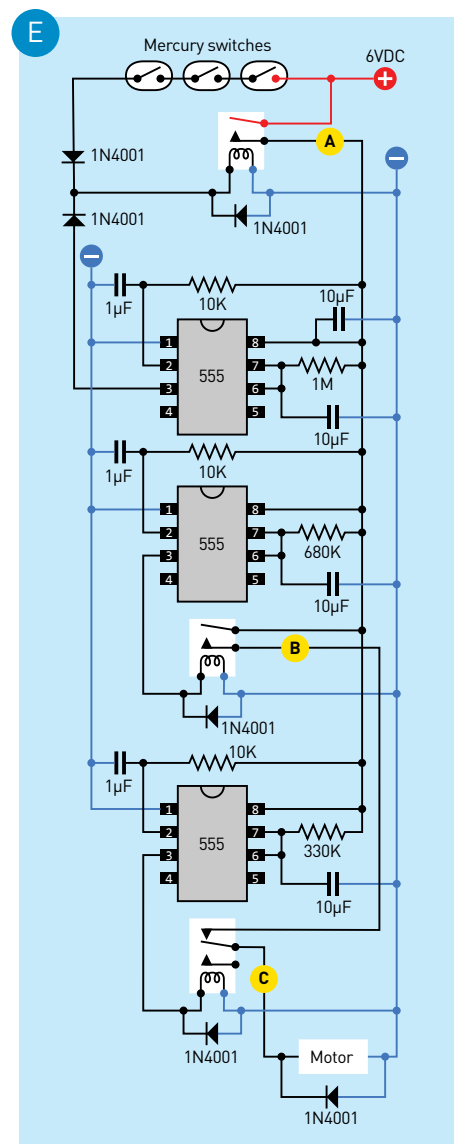 E
Mercury switches
6VDC
+
A
−
1N4001
1N4001
1N4001
−
1µF
10K
10µF
1 8
2 7
555
1M
3 6
4 5
10µF
1µF
10K
1 8
2 7
555
680K
3 6
4 5
10µF
B
1N4001
1µF
10K
1 8
2 7
555
330K
3 6
4 5
10µF
C
1N4001
Motor
1N4001